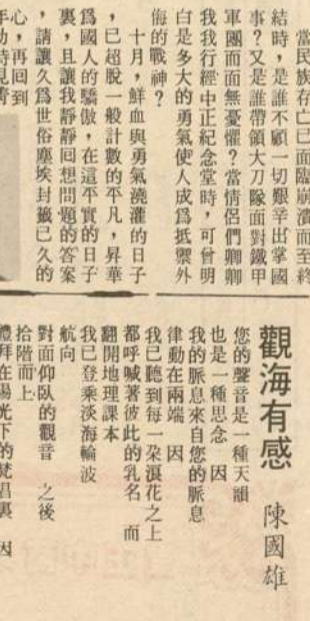 當民族存亡已面臨崩潰而至終
結時，是誰不顧一切艱辛出掌國
事？又是誰帶領大刀隊面對鐵甲
軍團而面無憂懼？當情侶們卿卿
我我行經中正紀念堂時，可曾明
白是多大的勇氣使人成爲抵禦外
侮的戰神？
十月，鮮血與勇氣澆灌的日子
，已超脫一般計數的平凡，昇華
爲國人的驕傲，在這平實的日子
裏，且讓我靜靜回想問題的答案
，請讓久爲世俗塵埃封籤已久的
心，再回到
觀海有感
陳國雄
您的聲音是一種天韻
也是一種思念　因
我的脈息來自您的脈息
律動在兩端　因
我已聽到每一朶浪花之上
都呼喊著彼此的乳名　而
翻開地理課本
我已登乘淡海輪波
航向
對面仰臥的觀音　之後
拾階而上
禮拜在陽光下的梵唱裏　因